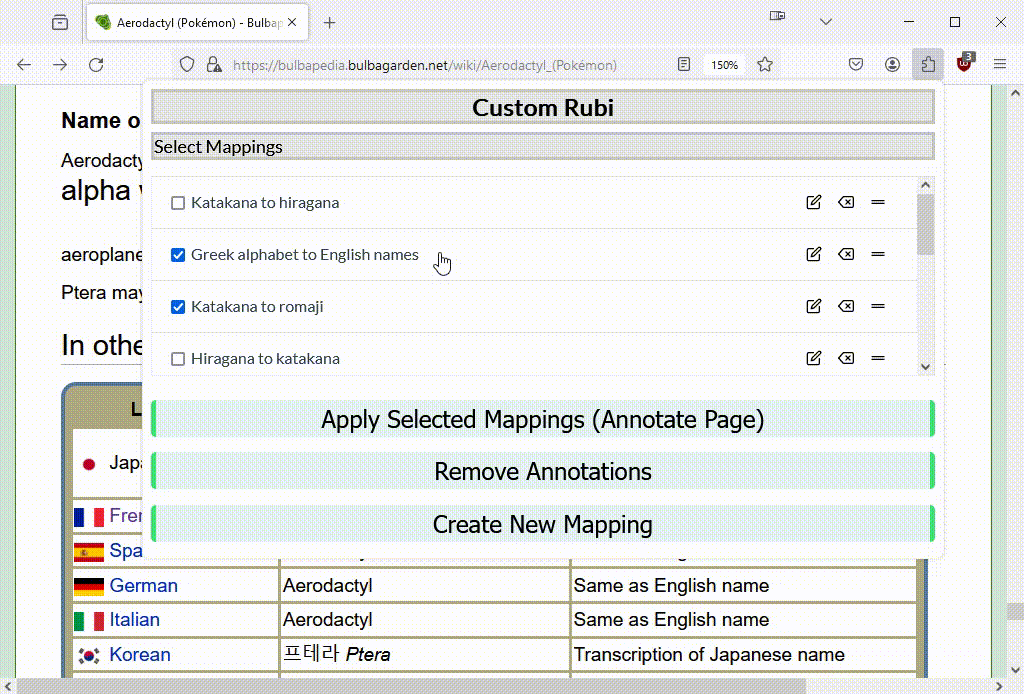 Aerodactyl (Pokémon) - Bulbap
https://bulbapedia.bulbagarden.net/wiki/Aerodactyl_(Pokémon)
150%
3
Custom Rubi
Select Mappings
Katakana to hiragana
Greek alphabet to English names
Katakana to romaji
Hiragana to katakana
Apply Selected Mappings (Annotate Page)
Remove Annotations
Create New Mapping
Name o
Aerodacty
alpha
aeroplane
Ptera may
In othe
L
Japa
Fren
Spa
German Aerodactyl Same as English name
Italian Aerodactyl Same as English name
Korean 프테라 Ptera Transcription of Japanese name